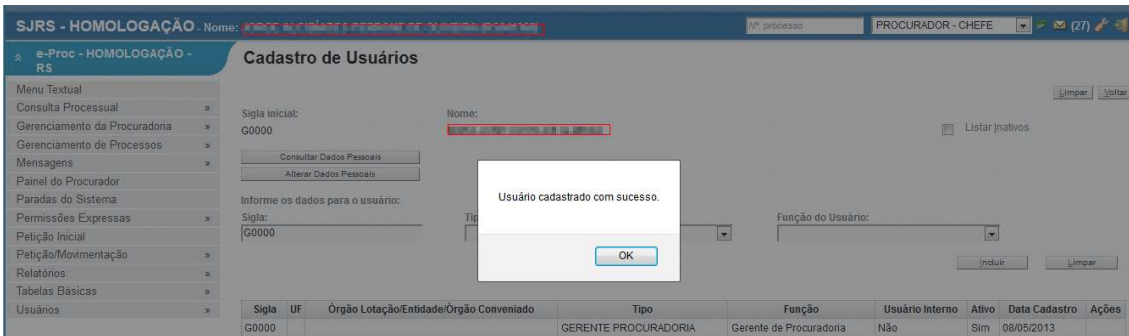 SJRS - HOMOLOGAÇÃO - Nome:
Nº. processo
PROCURADOR - CHEFE
(27)
e-Proc - HOMOLOGAÇÃO - RS
Cadastro de Usuários
Menu Textual
Consulta Processual »
Gerenciamento da Procuradoria »
Gerenciamento de Processos »
Mensagens »
Painel do Procurador
Paradas do Sistema
Permissões Expressas »
Petição Inicial
Petição/Movimentação »
Relatórios »
Tabelas Básicas »
Usuários »
Limpar Voltar
Sigla inicial: Nome:
G0000
Listar Inativos
Consultar Dados Pessoais
Alterar Dados Pessoais
Informe os dados para o usuário:
Sigla: Tip Função do Usuário:
G0000
Usuário cadastrado com sucesso.
OK
Incluir Limpar
Sigla UF Órgão Lotação/Entidade/Órgão Conveniado Tipo Função Usuário Interno Ativo Data Cadastro Ações
G0000 GERENTE PROCURADORIA Gerente de Procuradoria Não Sim 08/05/2013